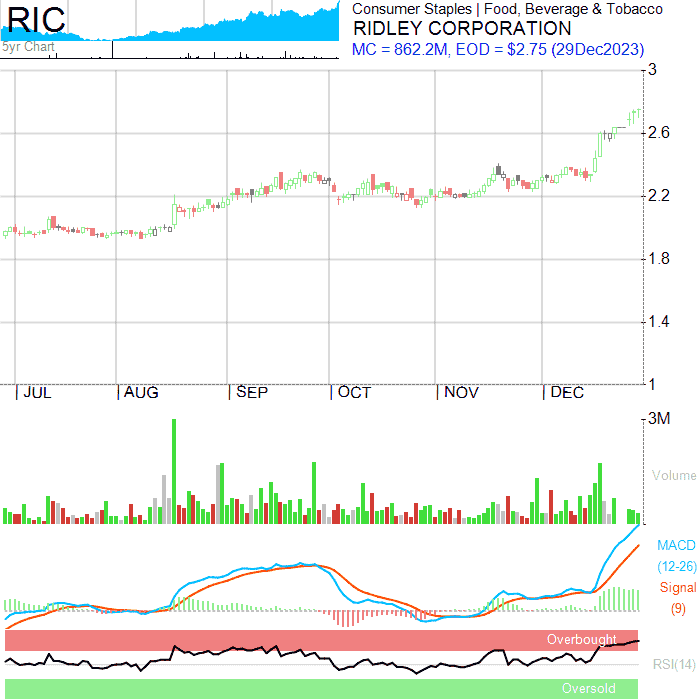 RIC
5yr Chart
Consumer Staples | Food, Beverage & Tobacco
RIDLEY CORPORATION
MC = 862.2M, EOD = $2.75 (29Dec2023)
3
2.6
2.2
1.8
1.4
1
JUL AUG SEP OCT NOV DEC
3M
Volume
MACD
(12-26)
Signal
(9)
Overbought
RSI(14)
Oversold